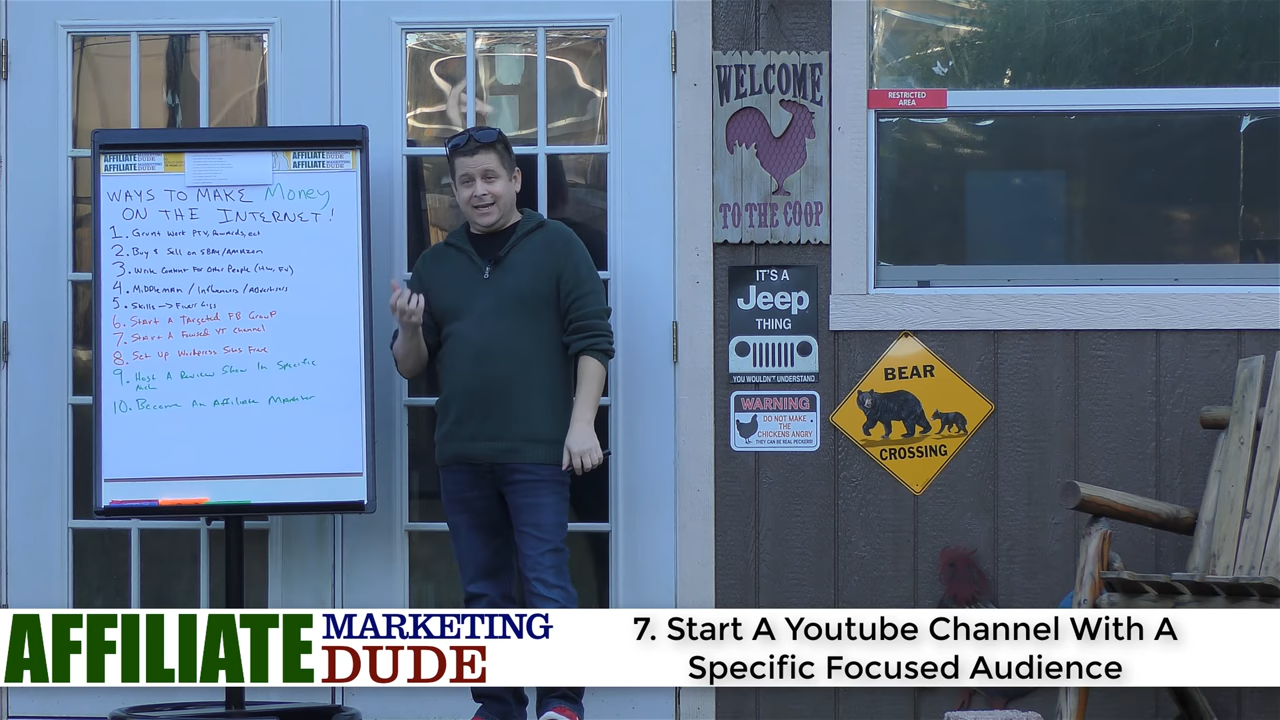 AFFILIATE MARKETING DUDE
AFFILIATE MARKETING DUDE
WAYS TO MAKE Money
ON THE INTERNET!
1. Grunt Work PTV, Awards, ect
2. Buy & Sell on EBAY/AMAZON
3. Write Content For Other People
4. MiDDleMAN / Influencers / ADvertisers
5. Skills → Fiverr Gigs
6. START A TArgeted FB GrouP
7. START A Focused YT Channel
8. Set Up Wordpress Sites
9. Host A Review Show In Specific
10. Become An Affiliate Marketer
WELCOME
TO THE COOP
RESTRICTED
AREA
IT'S A
Jeep
THING
YOU WOULDN'T UNDERSTAND
WARNING
DO NOT MAKE
THE
CHICKENS ANGRY
THEY CAN BE REAL PECKERS!
BEAR
CROSSING
AFFILIATE MARKETING DUDE
7. Start A Youtube Channel With A
Specific Focused Audience